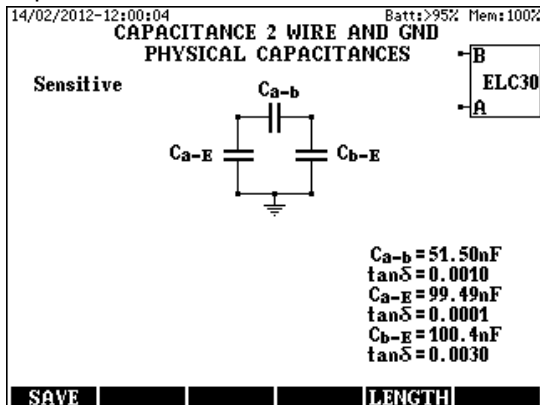 14/02/2012-12:00:04 Batt:>95% Mem:100%
CAPACITANCE 2 WIRE AND GND
PHYSICAL CAPACITANCES
B
ELC30
A
Sensitive
Ca-b
Ca-E
Cb-E
Ca-b=51.50nF
tanδ=0.0010
Ca-E=99.49nF
tanδ=0.0001
Cb-E=100.4nF
tanδ=0.0030
SAVE LENGTH